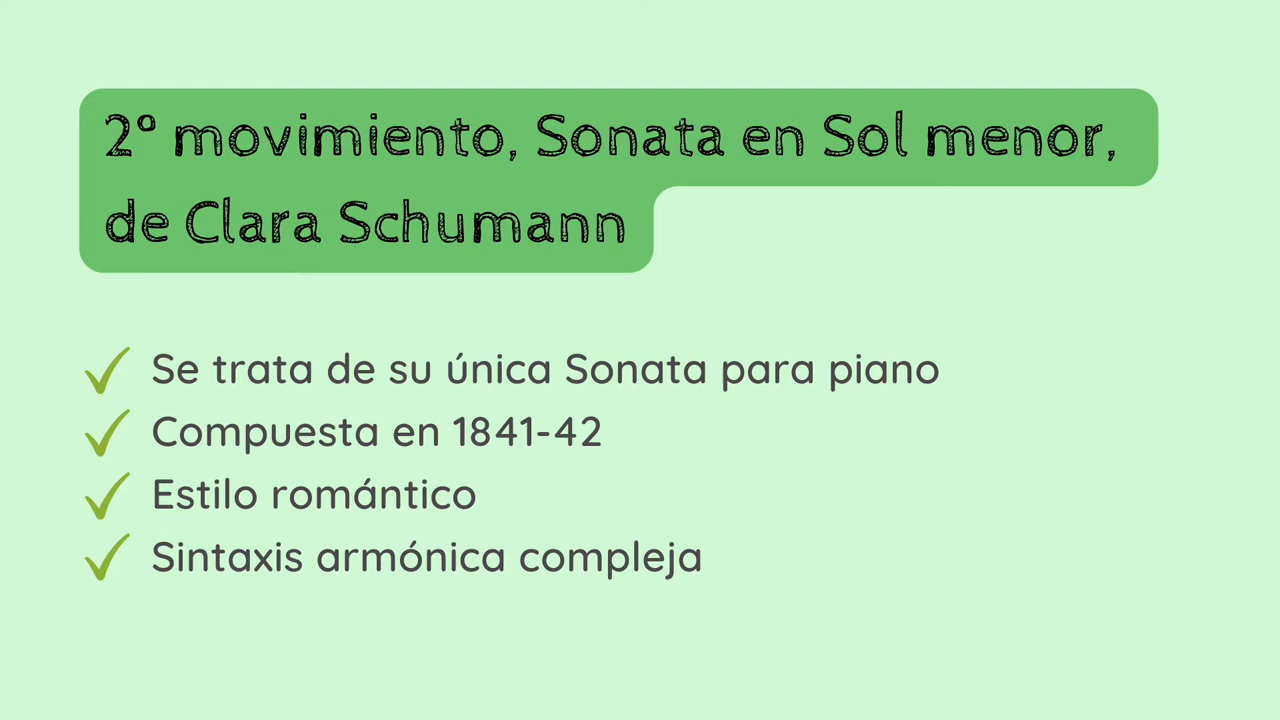 2º movimiento, Sonata en Sol menor,
de Clara Schumann
Se trata de su única Sonata para piano
Compuesta en 1841-42
Estilo romántico
Sintaxis armónica compleja